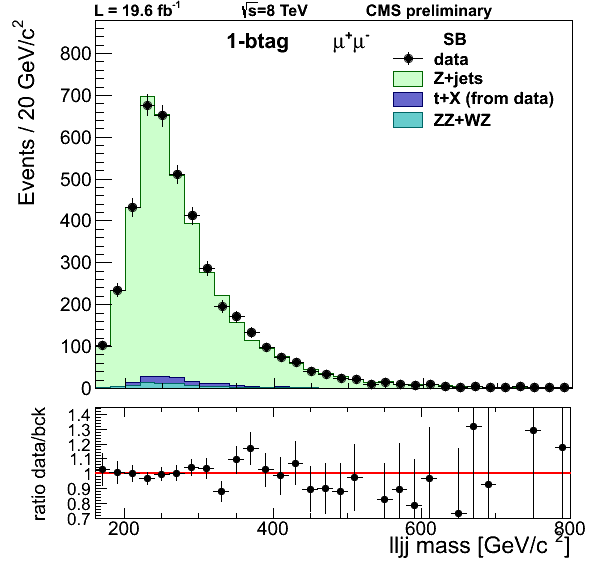 L = 19.6 fb⁻¹ √s=8 TeV CMS preliminary
1-btag μ⁺μ⁻ SB
data
Z+jets
t+X (from data)
ZZ+WZ
Events / 20 GeV/c²
800
700
600
500
400
300
200
100
0
ratio data/bck
1.4
1.3
1.2
1.1
1
0.9
0.8
0.7
200 400 600 800
lljj mass [GeV/c ²]